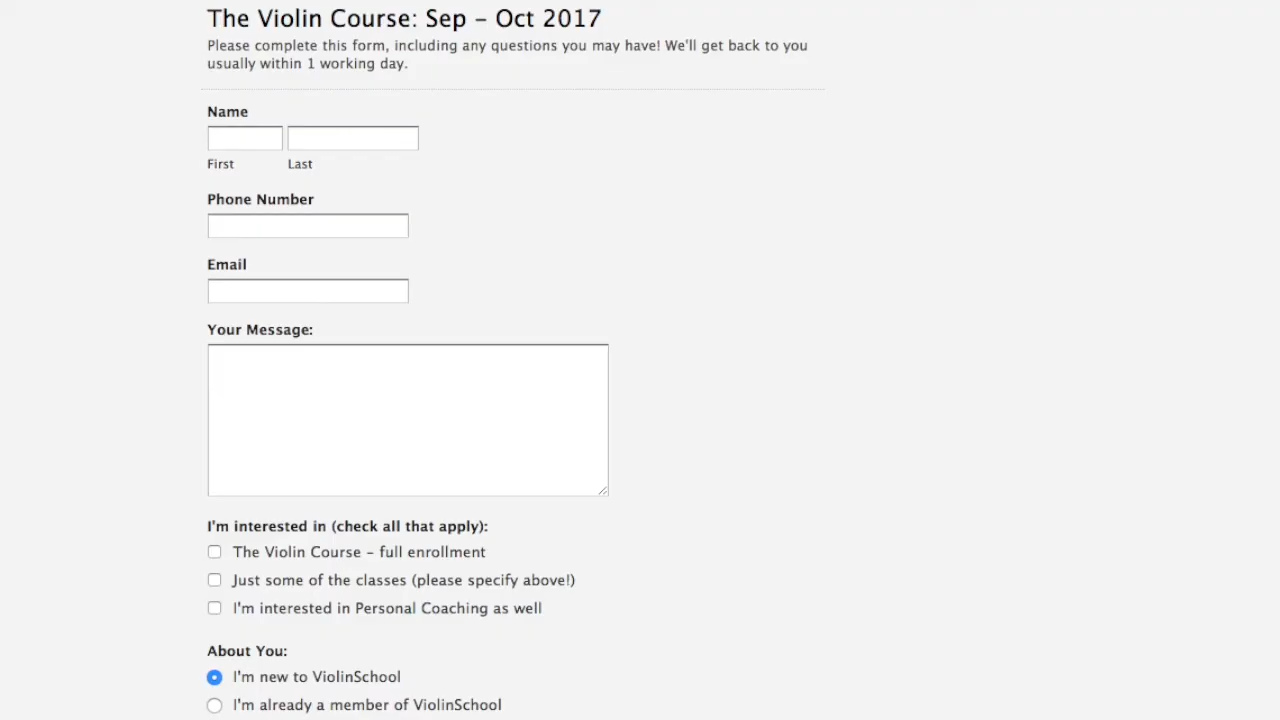 The Violin Course: Sep – Oct 2017
Please complete this form, including any questions you may have! We'll get back to you
usually within 1 working day.
Name
First Last
Phone Number
Email
Your Message:
I'm interested in (check all that apply):
The Violin Course – full enrollment
Just some of the classes (please specify above!)
I'm interested in Personal Coaching as well
About You:
I'm new to ViolinSchool
I'm already a member of ViolinSchool